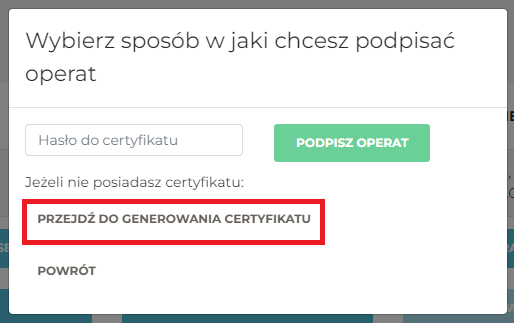 Wybierz sposób w jaki chcesz podpisać
operat
Hasło do certyfikatu
PODPISZ OPERAT
Jeżeli nie posiadasz certyfikatu:
PRZEJDŹ DO GENEROWANIA CERTYFIKATU
POWRÓT